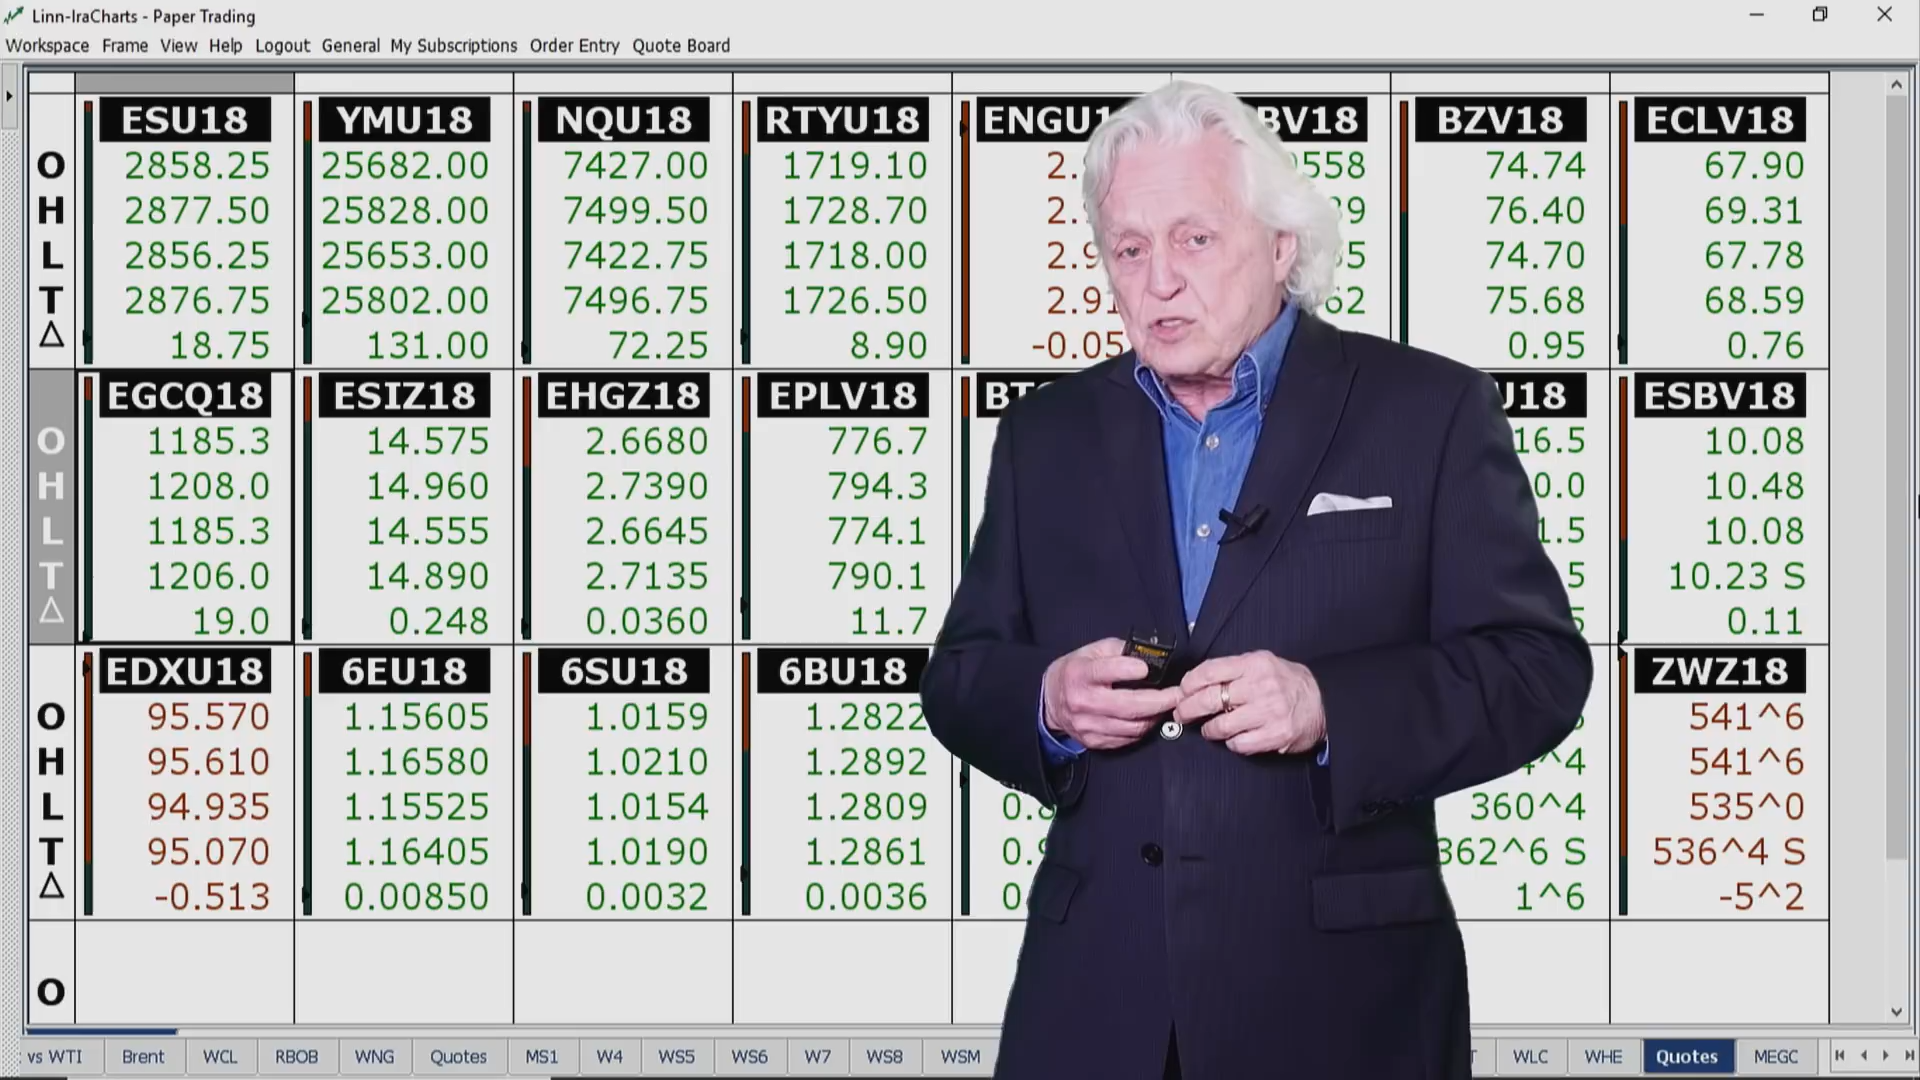 Linn-IraCharts - Paper Trading
Workspace Frame View Help Logout General My Subscriptions Order Entry Quote Board
ESU18 YMU18 NQU18 RTYU18 BZV18 ECLV18
O 2858.25 25682.00 7427.00 1719.10 74.74 67.90
H 2877.50 25828.00 7499.50 1728.70 76.40 69.31
L 2856.25 25653.00 7422.75 1718.00 74.70 67.78
T 2876.75 25802.00 7496.75 1726.50 75.68 68.59
Δ 18.75 131.00 72.25 8.90 -0.05 0.95 0.76
EGCQ18 ESIZ18 EHGZ18 EPLV18 ESBV18
O 1185.3 14.575 2.6680 776.7 10.08
H 1208.0 14.960 2.7390 794.3 10.48
L 1185.3 14.555 2.6645 774.1 10.08
T 1206.0 14.890 2.7135 790.1 10.23 S
Δ 19.0 0.248 0.0360 11.7 0.11
EDXU18 6EU18 6SU18 6BU18 ZWZ18
O 95.570 1.15605 1.0159 1.2822 541^6
H 95.610 1.16580 1.0210 1.2892 541^6
L 94.935 1.15525 1.0154 1.2809 360^4 535^0
T 95.070 1.16405 1.0190 1.2861 362^6 S 536^4 S
Δ -0.513 0.00850 0.0032 0.0036 1^6 -5^2
O
vs WTI Brent WCL RBOB WNG Quotes MS1 W4 WS5 WS6 W7 WS8 WSM WLC WHE Quotes MEGC